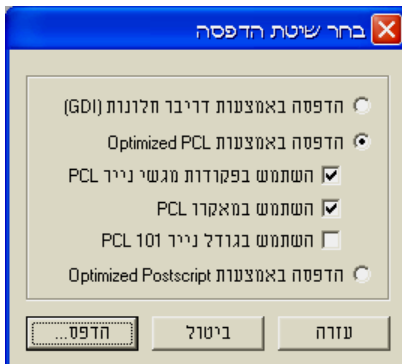 בחר שיטת הדפסה
הדפסה באמצעות דרייבר חלונות (GDI)
הדפסה באמצעות Optimized PCL
השתמש בפקודות מגשי נייר PCL
השתמש במאקרו PCL
השתמש בגודל נייר PCL 101
הדפסה באמצעות Optimized Postscript
עזרה ביטול הדפס...